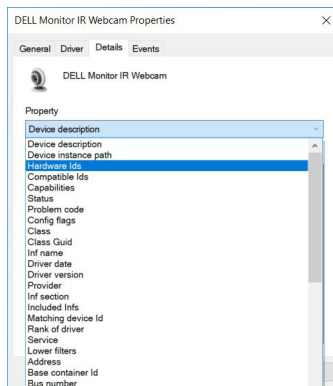 DELL Monitor IR Webcam Properties
General Driver Details Events
DELL Monitor IR Webcam
Property
Device description
Device description
Device instance path
Hardware Ids
Compatible Ids
Capabilities
Status
Problem code
Config flags
Class
Class Guid
Inf name
Driver date
Driver version
Provider
Inf section
Included Infs
Matching device Id
Rank of driver
Service
Lower filters
Address
Base container Id
Bus number